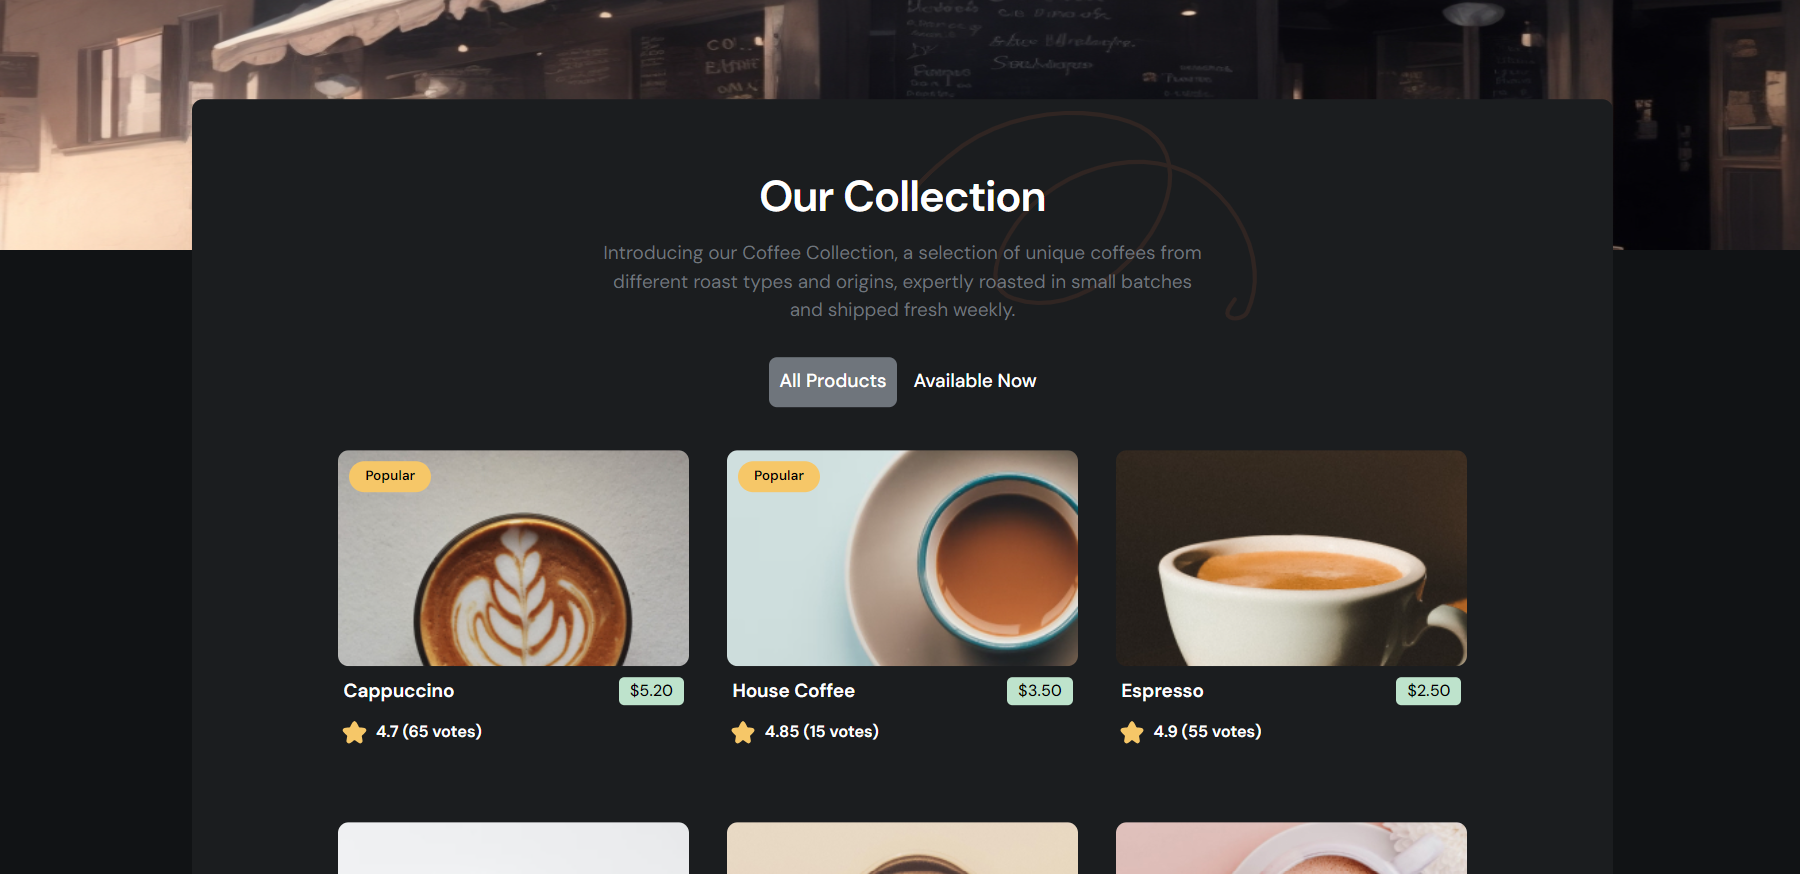 Our Collection
Introducing our Coffee Collection, a selection of unique coffees from
different roast types and origins, expertly roasted in small batches
and shipped fresh weekly.
All Products
Available Now
Popular
Popular
Cappuccino
$5.20
House Coffee
$3.50
Espresso
$2.50
4.7 (65 votes)
4.85 (15 votes)
4.9 (55 votes)